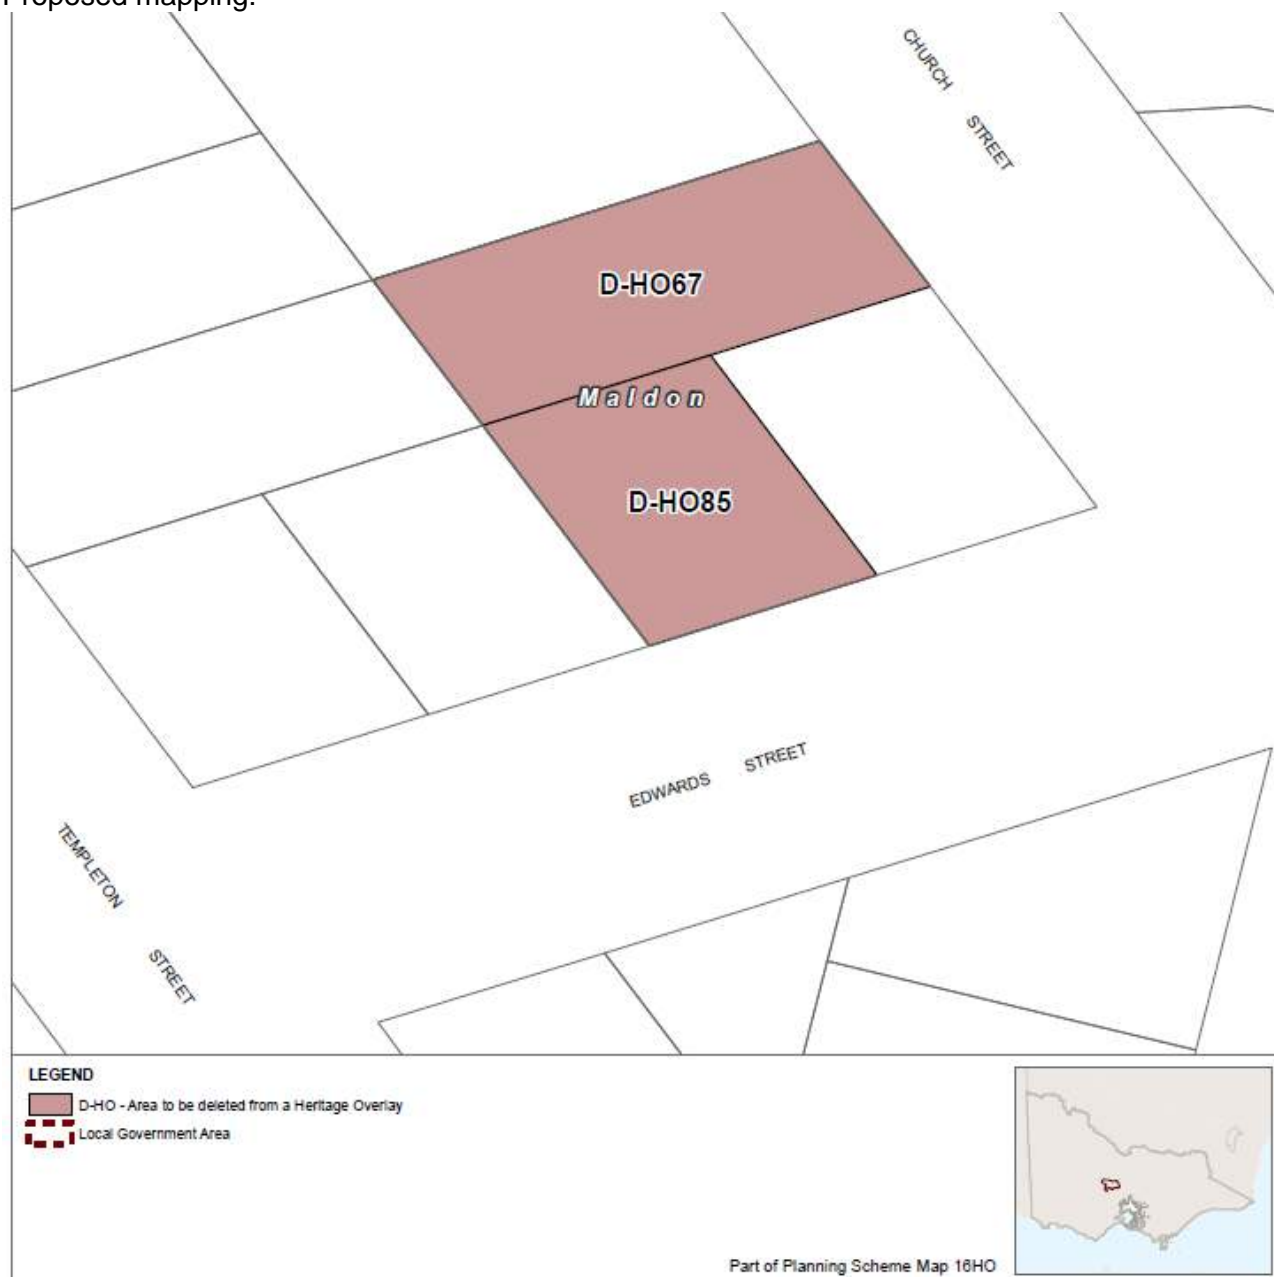 Proposed mapping:
CHURCH STREET
D-HO67
Maldon
D-HO85
EDWARDS STREET
TEMPLETON STREET
LEGEND
D-HO - Area to be deleted from a Heritage Overlay
Local Government Area
Part of Planning Scheme Map 16HO